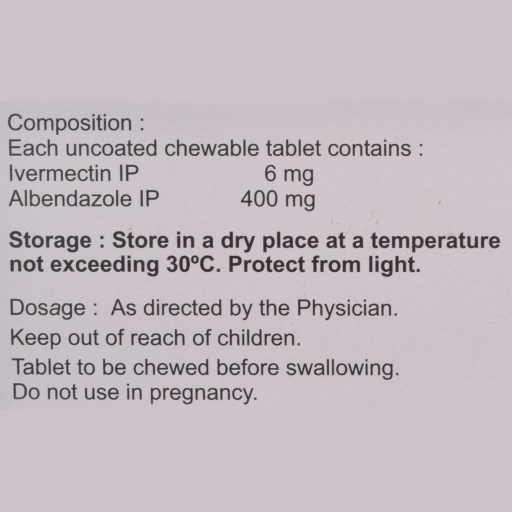 Composition :
Each uncoated chewable tablet contains :
Ivermectin IP 6 mg
Albendazole IP 400 mg
Storage : Store in a dry place at a temperature
not exceeding 30ºC. Protect from light.
Dosage : As directed by the Physician.
Keep out of reach of children.
Tablet to be chewed before swallowing.
Do not use in pregnancy.